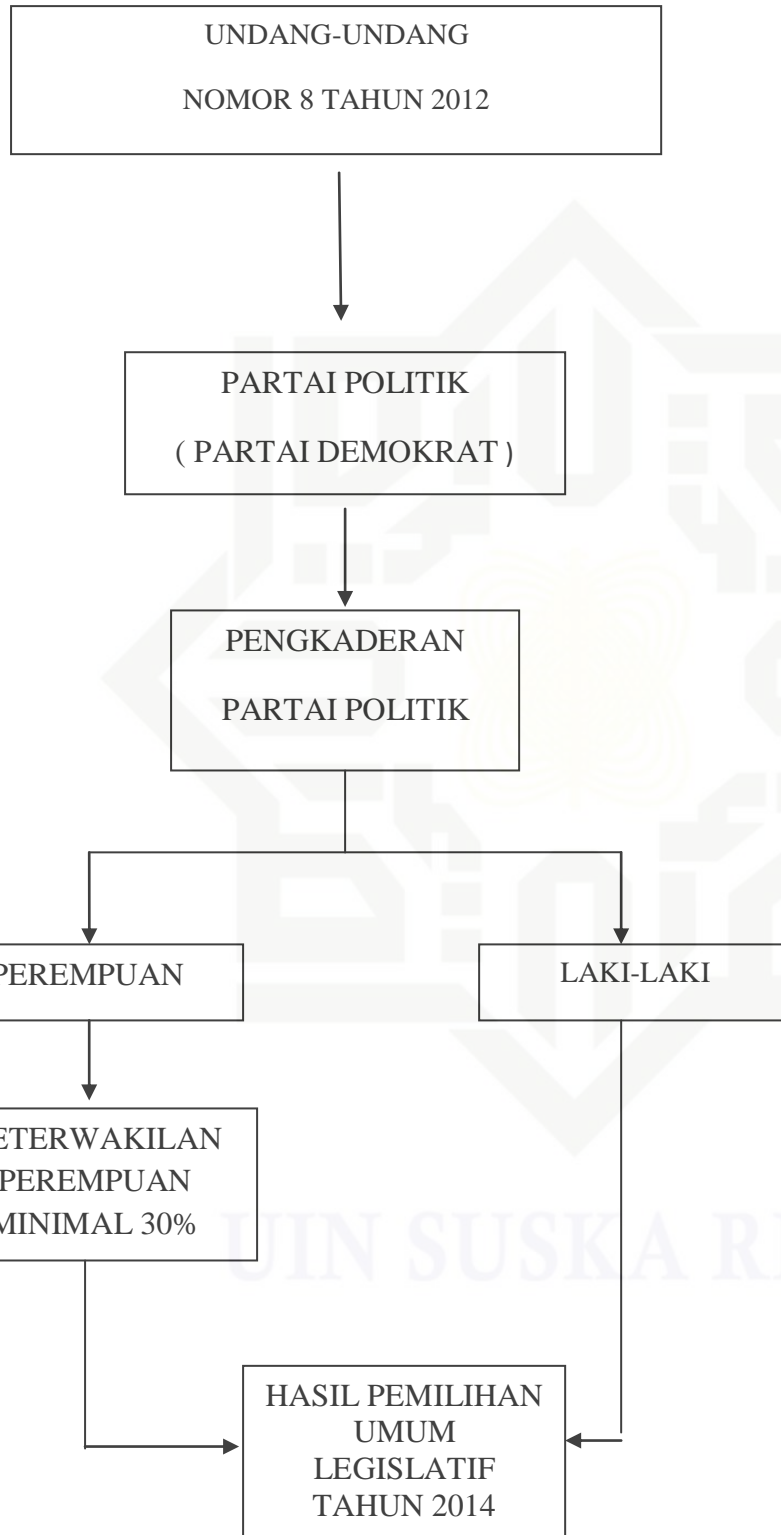 UNDANG-UNDANG
NOMOR 8 TAHUN 2012
PARTAI POLITIK
( PARTAI DEMOKRAT )
PENGKADERAN
PARTAI POLITIK
PEREMPUAN
LAKI-LAKI
ETERWAKILAN
PEREMPUAN
MINIMAL 30%
UIN SUSKA R
HASIL PEMILIHAN
UMUM
LEGISLATIF
TAHUN 2014